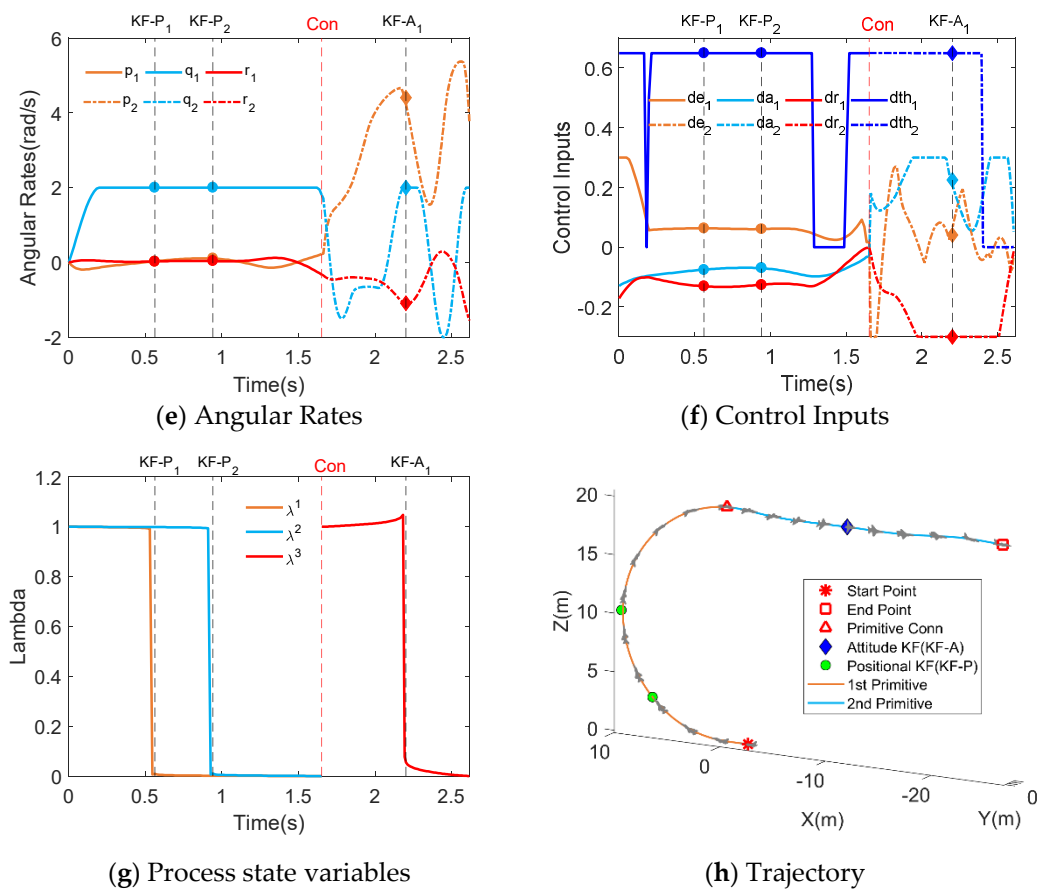 KF-P1 KF-P2 Con KF-A1
6
4
2
0
-2
Angular Rates(rad/s)
p1 q1 r1
p2 q2 r2
0 0.5 1 1.5 2 2.5
Time(s)
(e) Angular Rates
KF-P1 KF-P2 Con KF-A1
0.6
0.4
0.2
0
-0.2
Control Inputs
de1 da1 dr1 dth1
de2 da2 dr2 dth2
0 0.5 1 1.5 2 2.5
Time(s)
(f) Control Inputs
KF-P1 KF-P2 Con KF-A1
1.2
1
0.8
0.6
0.4
0.2
0
Lambda
λ1
λ2
λ3
0 0.5 1 1.5 2 2.5
Time(s)
(g) Process state variables
20
15
10
5
0
Z(m)
Start Point
End Point
Primitive Conn
Attitude KF(KF-A)
Positional KF(KF-P)
1st Primitive
2nd Primitive
10 0 -10 -20 0
X(m) Y(m)
(h) Trajectory